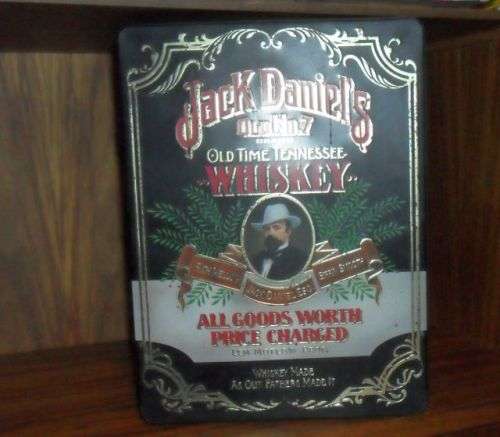 Jack Daniel's
Old No. 7
BRAND
OLD TIME TENNESSEE
WHISKEY
ALL GOODS WORTH
PRICE CHARGED
WHISKEY MADE
AS OUR FATHERS MADE IT